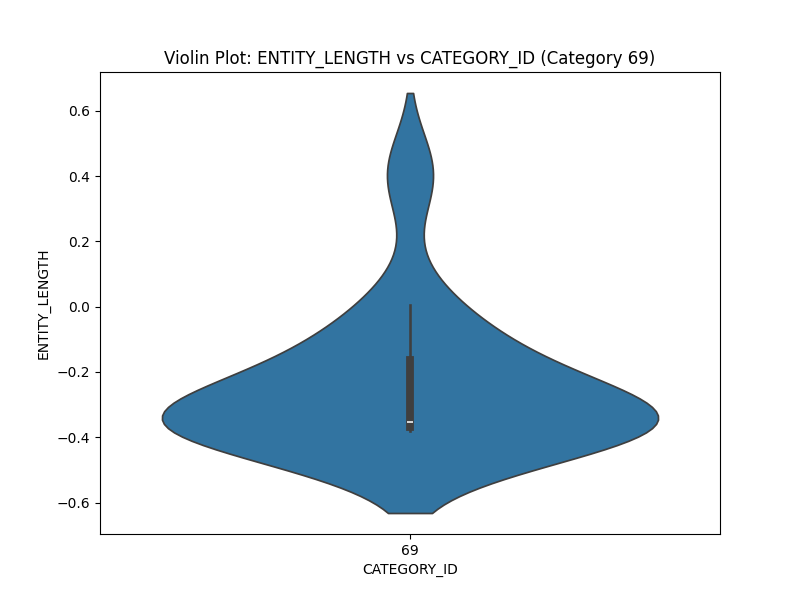 Violin Plot: ENTITY_LENGTH vs CATEGORY_ID (Category 69)
0.6
0.4
0.2
0.0
−0.2
−0.4
−0.6
ENTITY_LENGTH
69
CATEGORY_ID